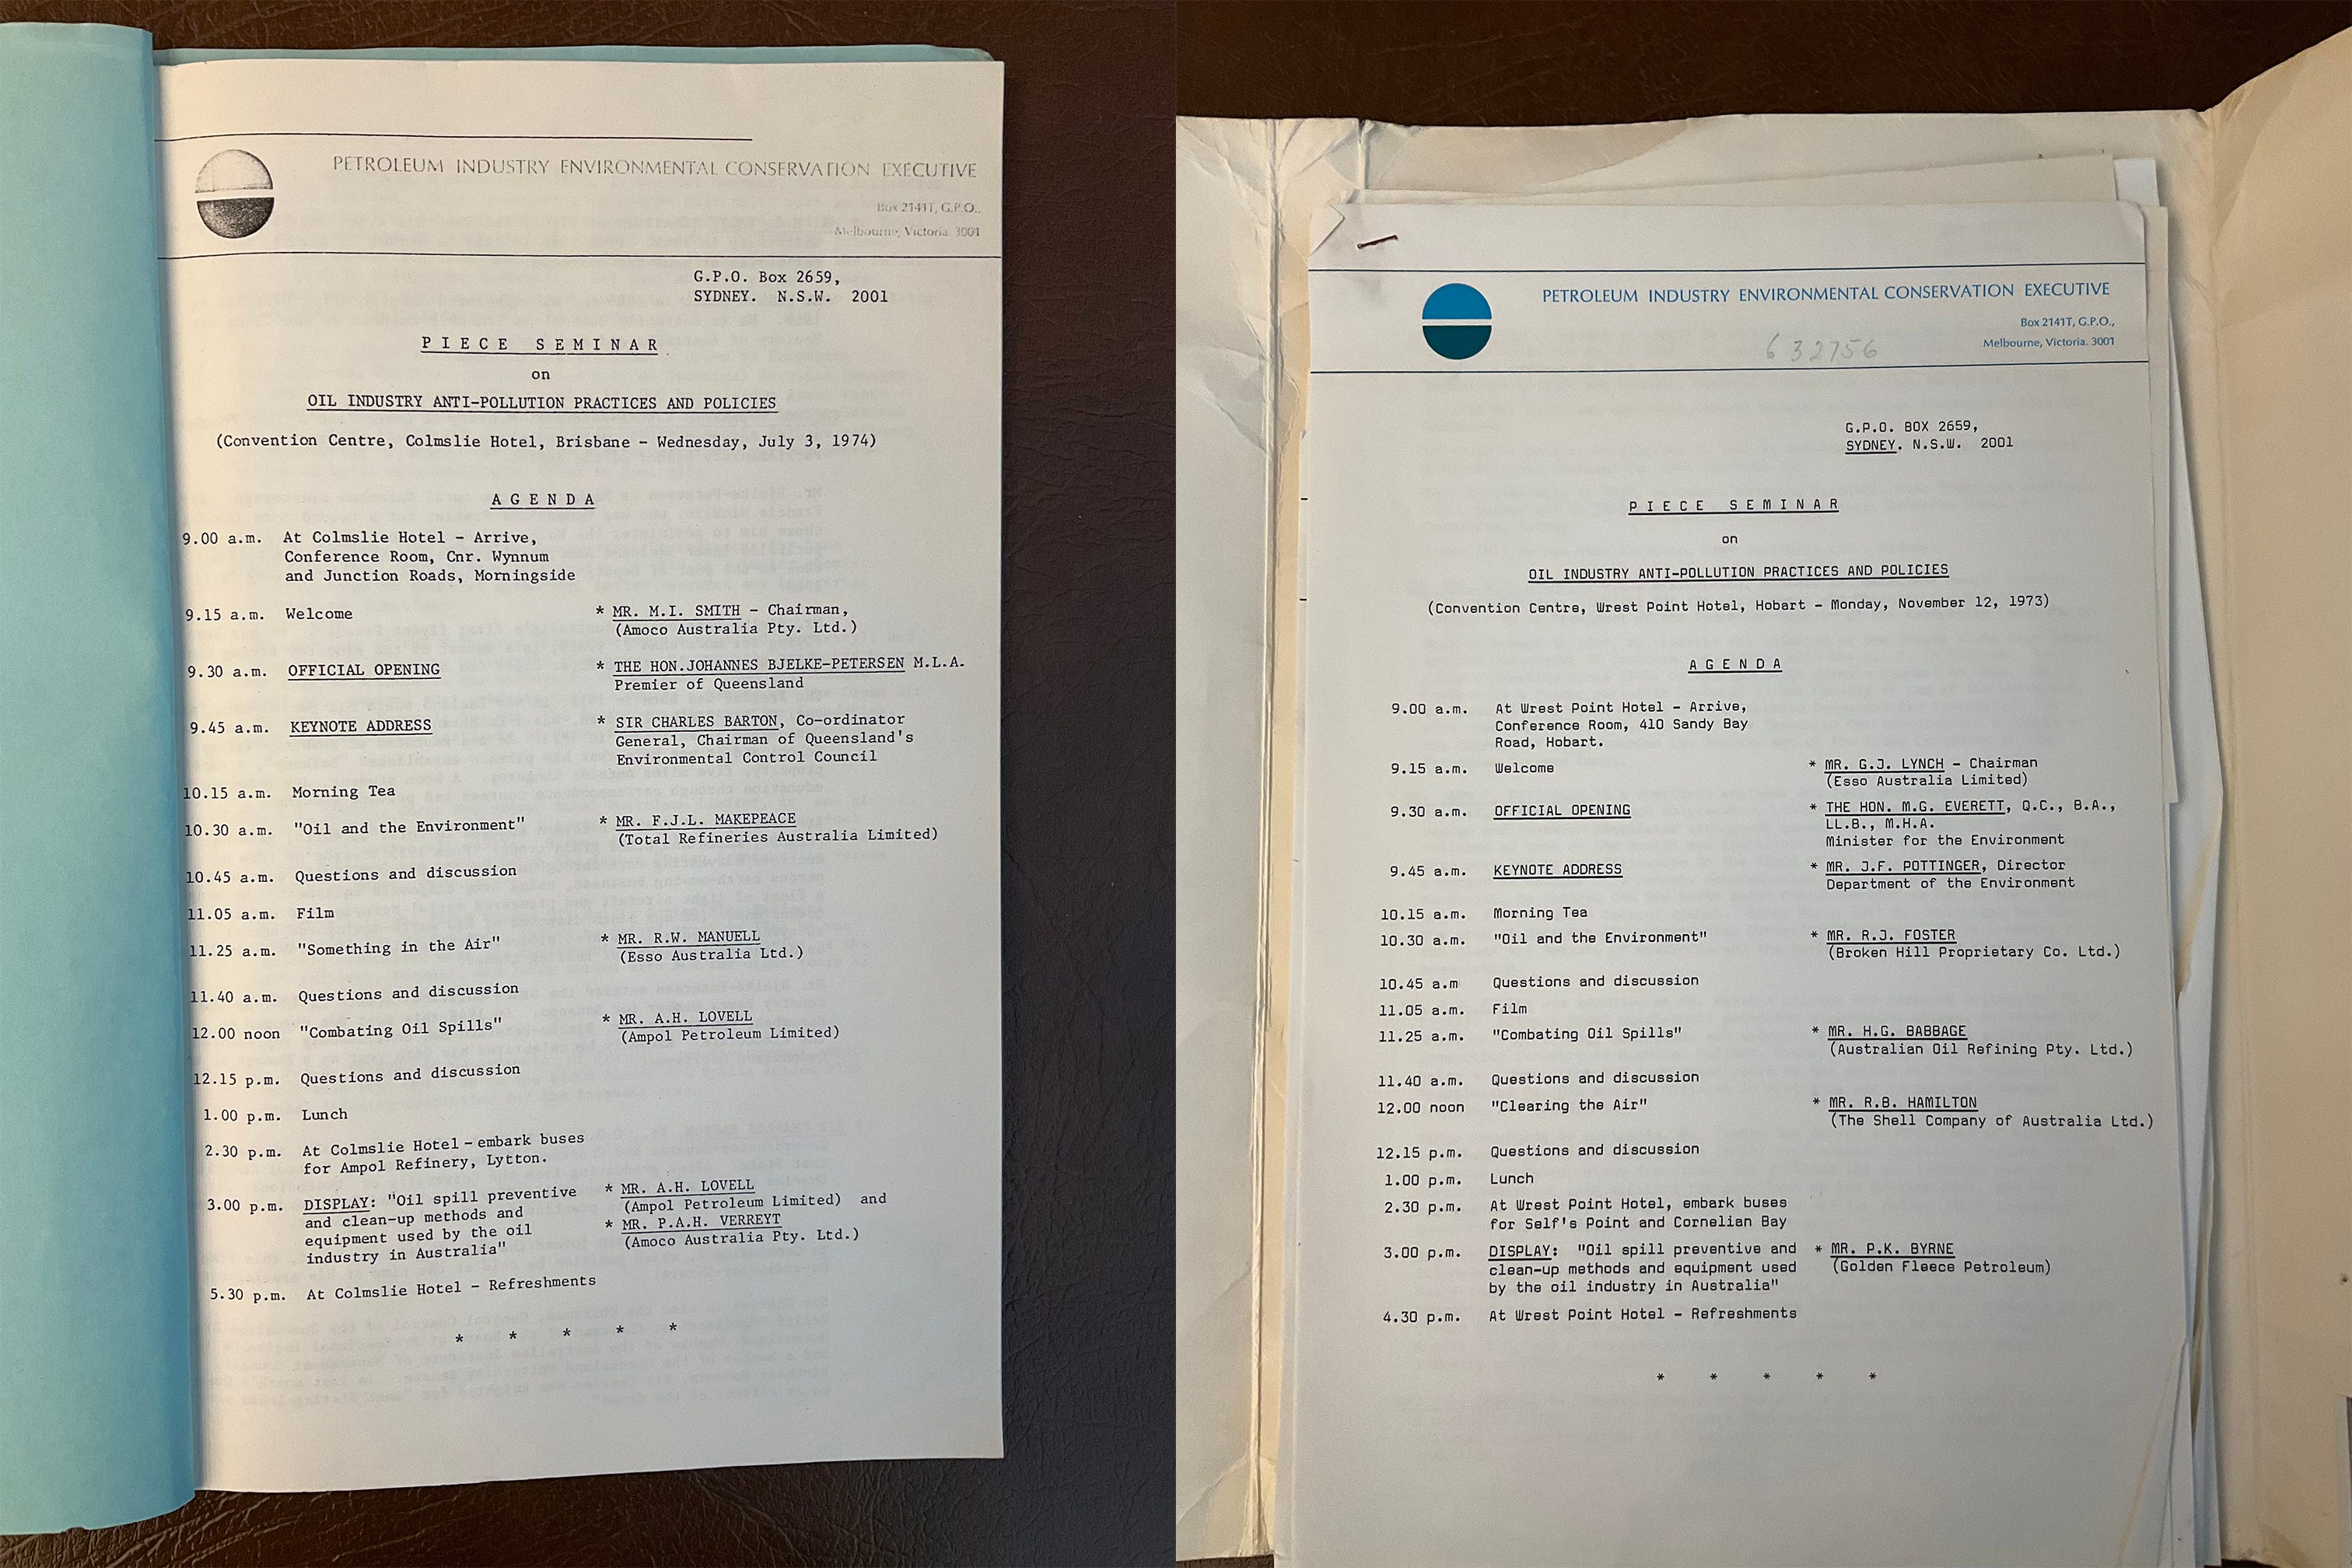 PETROLEUM INDUSTRY ENVIRONMENTAL CONSERVATION EXECUTIVE
Box 2141T, G.P.O.,
Melbourne, Victoria. 3001
G.P.O. Box 2659,
SYDNEY. N.S.W. 2001
PIECE SEMINAR
on
OIL INDUSTRY ANTI-POLLUTION PRACTICES AND POLICIES
(Convention Centre, Colmslie Hotel, Brisbane - Wednesday, July 3, 1974)
AGENDA
9.00 a.m. At Colmslie Hotel - Arrive,
Conference Room, Cnr. Wynnum
and Junction Roads, Morningside
9.15 a.m. Welcome * MR. M.I. SMITH - Chairman,
(Amoco Australia Pty. Ltd.)
9.30 a.m. OFFICIAL OPENING * THE HON.JOHANNES BJELKE-PETERSEN M.L.A.
Premier of Queensland
9.45 a.m. KEYNOTE ADDRESS * SIR CHARLES BARTON, Co-ordinator
General, Chairman of Queensland's
Environmental Control Council
10.15 a.m. Morning Tea
10.30 a.m. "Oil and the Environment" * MR. F.J.L. MAKEPEACE
(Total Refineries Australia Limited)
10.45 a.m. Questions and discussion
11.05 a.m. Film
11.25 a.m. "Something in the Air" * MR. R.W. MANUELL
(Esso Australia Ltd.)
11.40 a.m. Questions and discussion
12.00 noon "Combating Oil Spills" * MR. A.H. LOVELL
(Ampol Petroleum Limited)
12.15 p.m. Questions and discussion
1.00 p.m. Lunch
2.30 p.m. At Colmslie Hotel - embark buses
for Ampol Refinery, Lytton.
3.00 p.m. DISPLAY: "Oil spill preventive * MR. A.H. LOVELL
and clean-up methods and (Ampol Petroleum Limited) and
equipment used by the oil * MR. P.A.H. VERREYT
industry in Australia" (Amoco Australia Pty. Ltd.)
5.30 p.m. At Colmslie Hotel - Refreshments
* * * * *
PETROLEUM INDUSTRY ENVIRONMENTAL CONSERVATION EXECUTIVE
Box 2141T, G.P.O.,
Melbourne, Victoria. 3001
632756
G.P.O. BOX 2659,
SYDNEY. N.S.W. 2001
PIECE SEMINAR
on
OIL INDUSTRY ANTI-POLLUTION PRACTICES AND POLICIES
(Convention Centre, Wrest Point Hotel, Hobart - Monday, November 12, 1973)
AGENDA
9.00 a.m. At Wrest Point Hotel - Arrive,
Conference Room, 410 Sandy Bay
Road, Hobart.
9.15 a.m. Welcome * MR. G.J. LYNCH - Chairman
(Esso Australia Limited)
9.30 a.m. OFFICIAL OPENING * THE HON. M.G. EVERETT, Q.C., B.A.,
LL.B., M.H.A.
Minister for the Environment
9.45 a.m. KEYNOTE ADDRESS * MR. J.F. POTTINGER, Director
Department of the Environment
10.15 a.m. Morning Tea
10.30 a.m. "Oil and the Environment" * MR. R.J. FOSTER
(Broken Hill Proprietary Co. Ltd.)
10.45 a.m Questions and discussion
11.05 a.m. Film
11.25 a.m. "Combating Oil Spills" * MR. H.G. BABBAGE
(Australian Oil Refining Pty. Ltd.)
11.40 a.m. Questions and discussion
12.00 noon "Clearing the Air" * MR. R.B. HAMILTON
(The Shell Company of Australia Ltd.)
12.15 p.m. Questions and discussion
1.00 p.m. Lunch
2.30 p.m. At Wrest Point Hotel, embark buses
for Self's Point and Cornelian Bay
3.00 p.m. DISPLAY: "Oil spill preventive and * MR. P.K. BYRNE
clean-up methods and equipment used (Golden Fleece Petroleum)
by the oil industry in Australia"
4.30 p.m. At Wrest Point Hotel - Refreshments
* * * * *